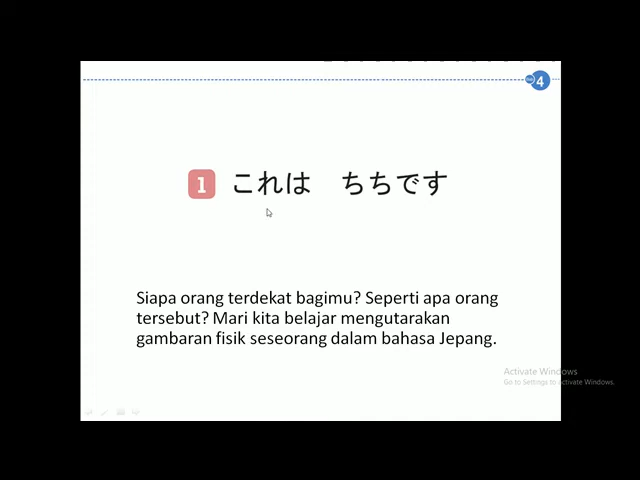 4
1 これは ちちです
Siapa orang terdekat bagimu? Seperti apa orang
tersebut? Mari kita belajar mengutarakan
gambaran fisik seseorang dalam bahasa Jepang.
Activate Windows
Go to Settings to activate Windows.